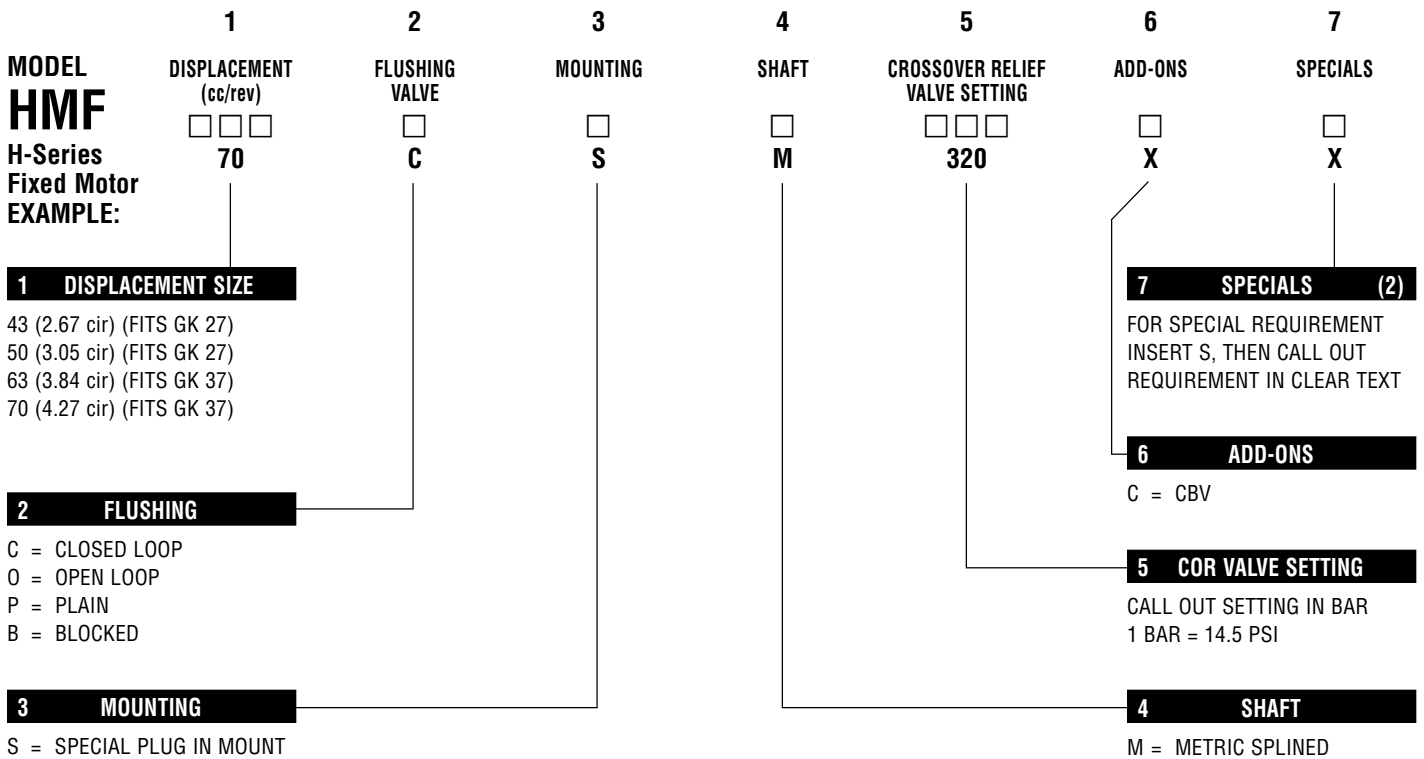 1 2 3 4 5 6 7
MODEL
HMF
H-Series
Fixed Motor
EXAMPLE:
DISPLACEMENT
(cc/rev)
70
FLUSHING
VALVE
C
MOUNTING
S
SHAFT
M
CROSSOVER RELIEF
VALVE SETTING
320
ADD-ONS
X
SPECIALS
X
1 DISPLACEMENT SIZE
43 (2.67 cir) (FITS GK 27)
50 (3.05 cir) (FITS GK 27)
63 (3.84 cir) (FITS GK 37)
70 (4.27 cir) (FITS GK 37)
2 FLUSHING
C = CLOSED LOOP
O = OPEN LOOP
P = PLAIN
B = BLOCKED
3 MOUNTING
S = SPECIAL PLUG IN MOUNT
7 SPECIALS (2)
FOR SPECIAL REQUIREMENT
INSERT S, THEN CALL OUT
REQUIREMENT IN CLEAR TEXT
6 ADD-ONS
C = CBV
5 COR VALVE SETTING
CALL OUT SETTING IN BAR
1 BAR = 14.5 PSI
4 SHAFT
M = METRIC SPLINED